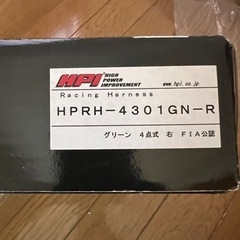 HPI HIGH POWER IMPROVEMENT
www.hpi.co.jp
Racing Harness
HPRH-4301GN-R
グリーン 4点式 右 FIA公認